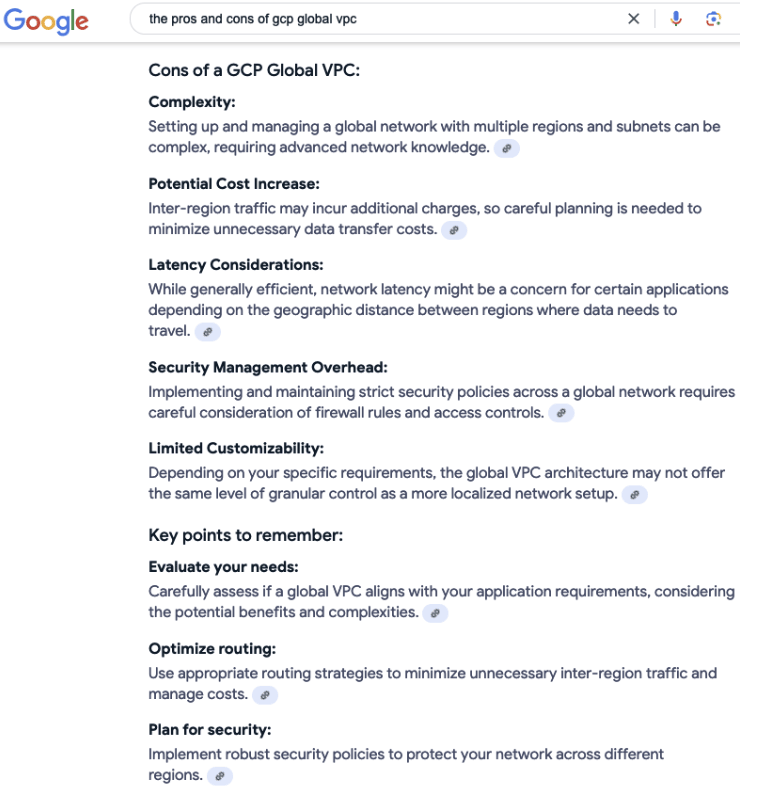 Google
the pros and cons of gcp global vpc
Cons of a GCP Global VPC:
Complexity:
Setting up and managing a global network with multiple regions and subnets can be
complex, requiring advanced network knowledge.
Potential Cost Increase:
Inter-region traffic may incur additional charges, so careful planning is needed to
minimize unnecessary data transfer costs.
Latency Considerations:
While generally efficient, network latency might be a concern for certain applications
depending on the geographic distance between regions where data needs to
travel.
Security Management Overhead:
Implementing and maintaining strict security policies across a global network requires
careful consideration of firewall rules and access controls.
Limited Customizability:
Depending on your specific requirements, the global VPC architecture may not offer
the same level of granular control as a more localized network setup.
Key points to remember:
Evaluate your needs:
Carefully assess if a global VPC aligns with your application requirements, considering
the potential benefits and complexities.
Optimize routing:
Use appropriate routing strategies to minimize unnecessary inter-region traffic and
manage costs.
Plan for security:
Implement robust security policies to protect your network across different
regions.